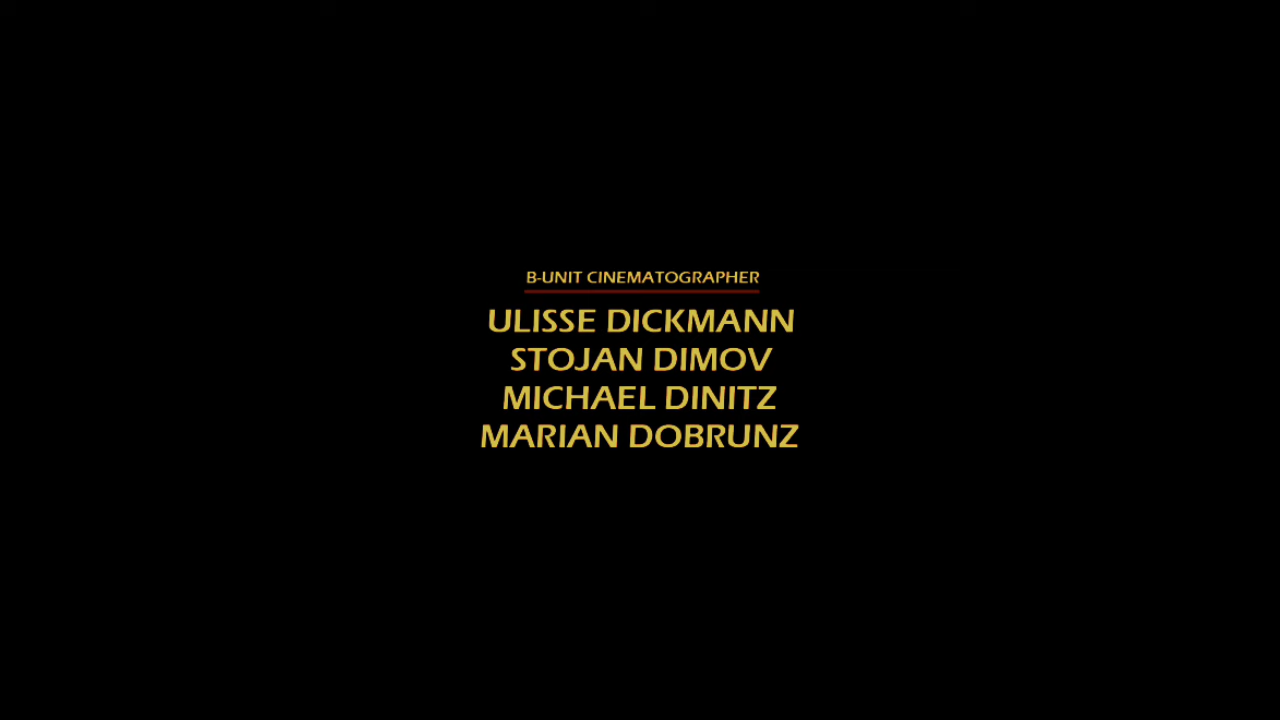 B-UNIT CINEMATOGRAPHER
ULISSE DICKMANN
STOJAN DIMOV
MICHAEL DINITZ
MARIAN DOBRUNZ